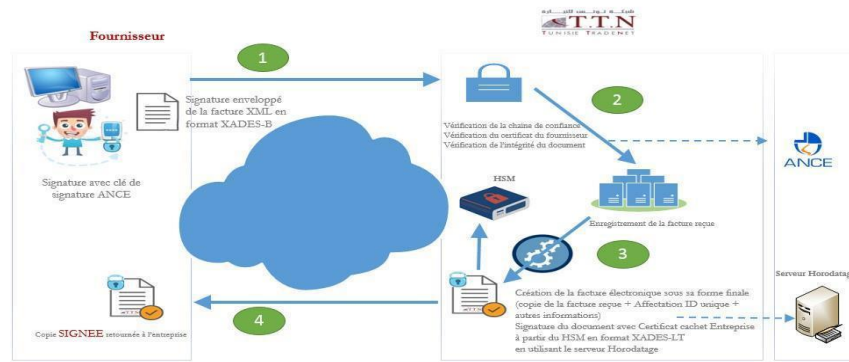 Fournisseur
T.T.N
TUNISIE TRADENET
1
Signature enveloppé
de la facture XML en
format XADES-B
Signature avec clé de
signature ANCE
2
Vérification de la chaine de confiance
Vérification du certificat du fournisseur
Vérification de l'intégrité du document
ANCE
HSM
Enregistrement de la facture reçue
3
Création de la facture électronique sous sa forme finale
(copie de la facture reçue + Affectation ID unique +
autres informations)
Signature du document avec Certificat cachet Entreprise
à partir du HSM en format XADES-LT
en utilisant le serveur Horodatage
Serveur Horodatage
4
Copie SIGNEE retournée à l'entreprise